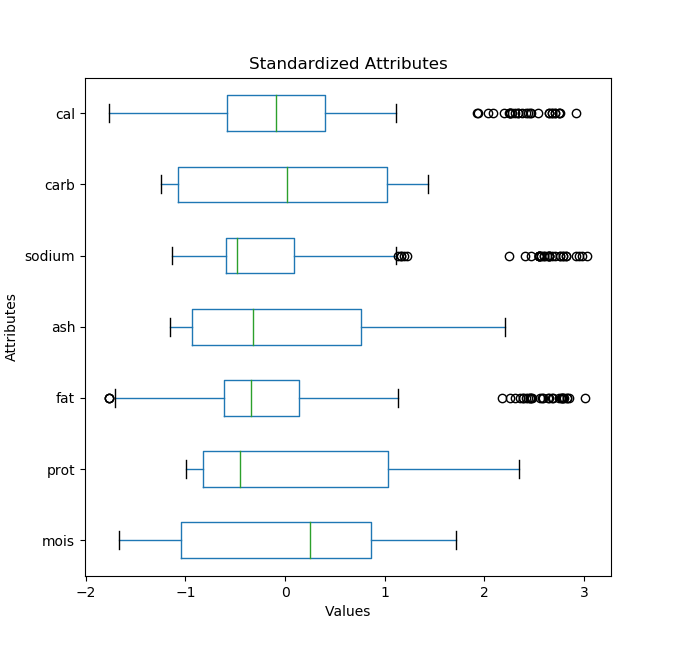 Standardized Attributes
cal
carb
sodium
ash
fat
prot
mois
Attributes
−2 −1 0 1 2 3
Values